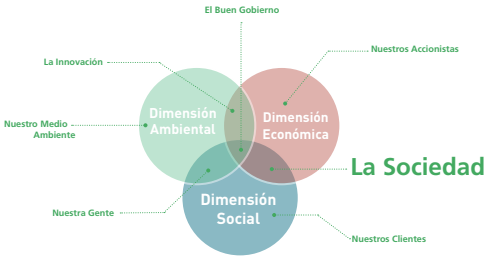 El Buen Gobierno
Nuestros Accionistas
La Innovación
Dimensión
Ambiental
Dimensión
Económica
Nuestro Medio
Ambiente
La Sociedad
Dimensión
Social
Nuestra Gente
Nuestros Clientes